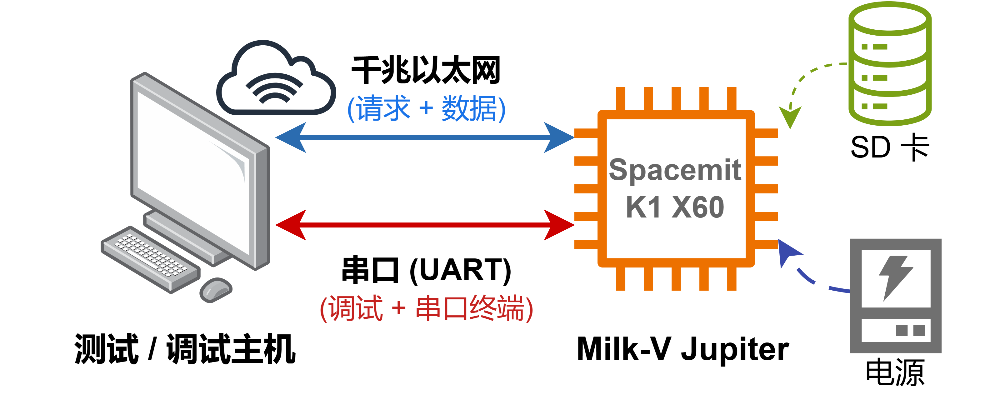 千兆以太网
(请求 + 数据)
Spacemit
K1 X60
SD 卡
串口 (UART)
(调试 + 串口终端)
测试 / 调试主机
Milk-V Jupiter
电源